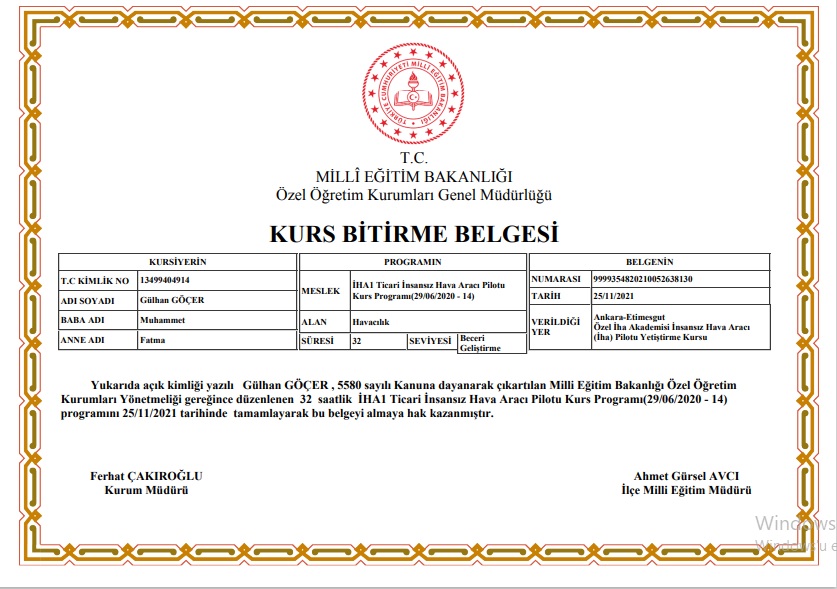 TÜRKİYE CUMHURİYETİ MİLLÎ EĞİTİM BAKANLIĞI
T.C.
MİLLÎ EĞİTİM BAKANLIĞI
Özel Öğretim Kurumları Genel Müdürlüğü
KURS BİTİRME BELGESİ
KURSİYERİN
T.C KİMLİK NO 13499404914
ADI SOYADI Gülhan GÖÇER
BABA ADI Muhammet
ANNE ADI Fatma
PROGRAMIN
MESLEK İHA1 Ticari İnsansız Hava Aracı Pilotu
Kurs Programı(29/06/2020 - 14)
ALAN Havacılık
SÜRESİ 32 SEVİYESİ Beceri
Geliştirme
BELGENİN
NUMARASI 9999354820210052638130
TARİH 25/11/2021
VERİLDİĞİ
YER
Ankara-Etimesgut
Özel İha Akademisi İnsansız Hava Aracı
(İha) Pilotu Yetiştirme Kursu
Yukarıda açık kimliği yazılı Gülhan GÖÇER , 5580 sayılı Kanuna dayanarak çıkartılan Milli Eğitim Bakanlığı Özel Öğretim
Kurumları Yönetmeliği gereğince düzenlenen 32 saatlik İHA1 Ticari İnsansız Hava Aracı Pilotu Kurs Programı(29/06/2020 - 14)
programını 25/11/2021 tarihinde tamamlayarak bu belgeyi almaya hak kazanmıştır.
Ferhat ÇAKIROĞLU
Kurum Müdürü
Ahmet Gürsel AVCI
İlçe Milli Eğitim Müdürü
Windows
Windows'u e